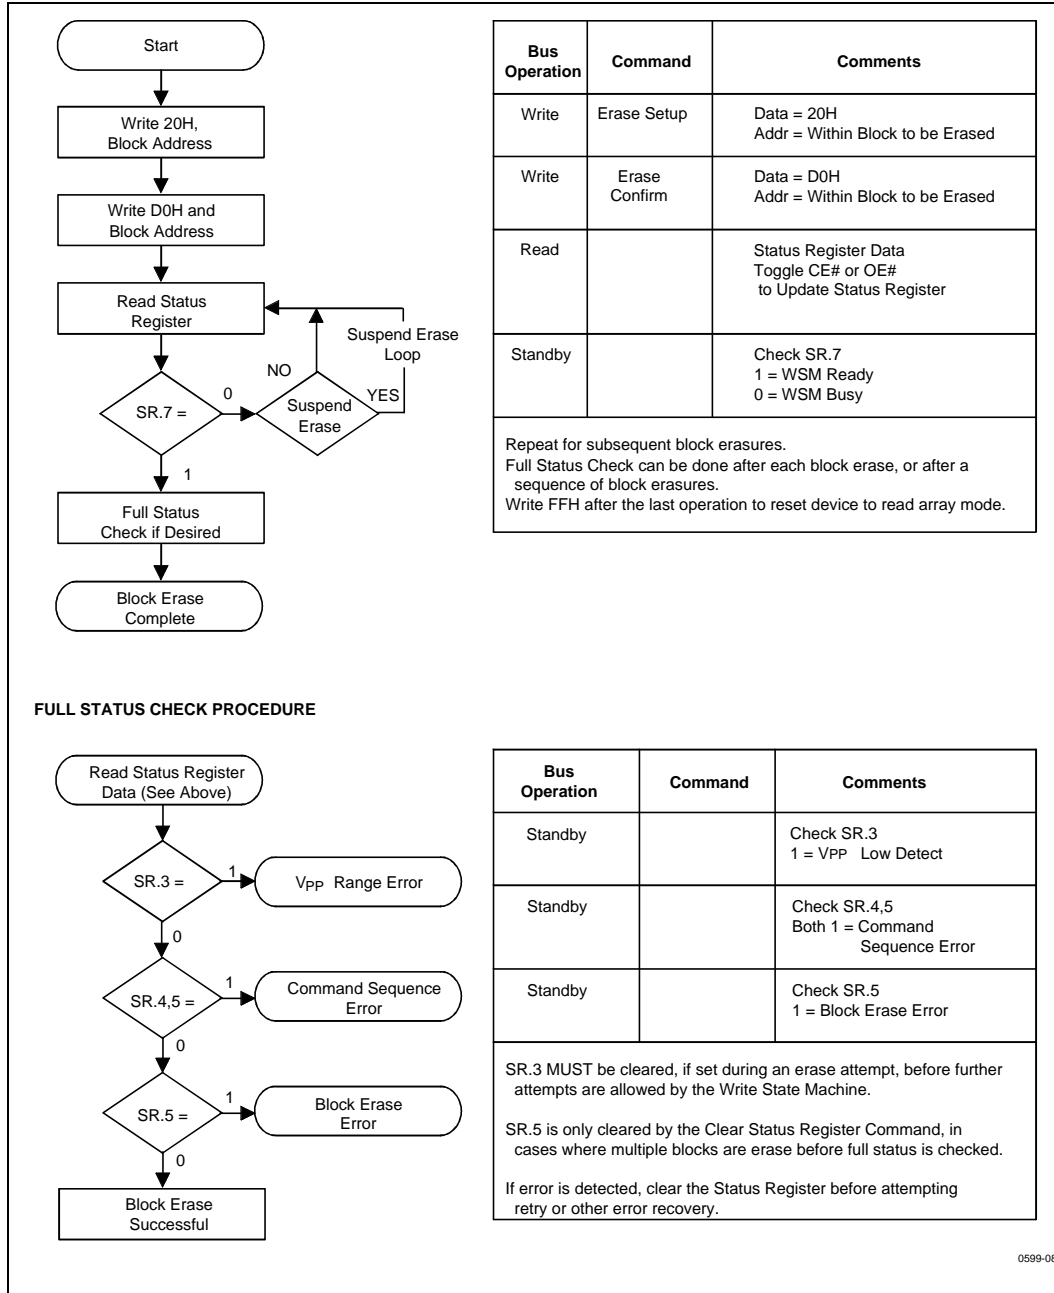 Start
Write 20H,
Block Address
Write D0H and
Block Address
Read Status
Register
Suspend Erase
Loop
NO
YES
0
SR.7 =
Suspend
Erase
1
Full Status
Check if Desired
Block Erase
Complete
Bus
Operation
Command
Comments
Write
Erase Setup
Data = 20H
Addr = Within Block to be Erased
Write
Erase
Confirm
Data = D0H
Addr = Within Block to be Erased
Read
Status Register Data
Toggle CE# or OE#
to Update Status Register
Standby
Check SR.7
1 = WSM Ready
0 = WSM Busy
Repeat for subsequent block erasures.
Full Status Check can be done after each block erase, or after a
sequence of block erasures.
Write FFH after the last operation to reset device to read array mode.
FULL STATUS CHECK PROCEDURE
Read Status Register
Data (See Above)
SR.3 =
1
VPP Range Error
0
SR.4,5 =
1
Command Sequence
Error
0
SR.5 =
1
Block Erase
Error
0
Block Erase
Successful
Bus
Operation
Command
Comments
Standby
Check SR.3
1 = VPP Low Detect
Standby
Check SR.4,5
Both 1 = Command
Sequence Error
Standby
Check SR.5
1 = Block Erase Error
SR.3 MUST be cleared, if set during an erase attempt, before further
attempts are allowed by the Write State Machine.
SR.5 is only cleared by the Clear Status Register Command, in
cases where multiple blocks are erase before full status is checked.
If error is detected, clear the Status Register before attempting
retry or other error recovery.
0599-08